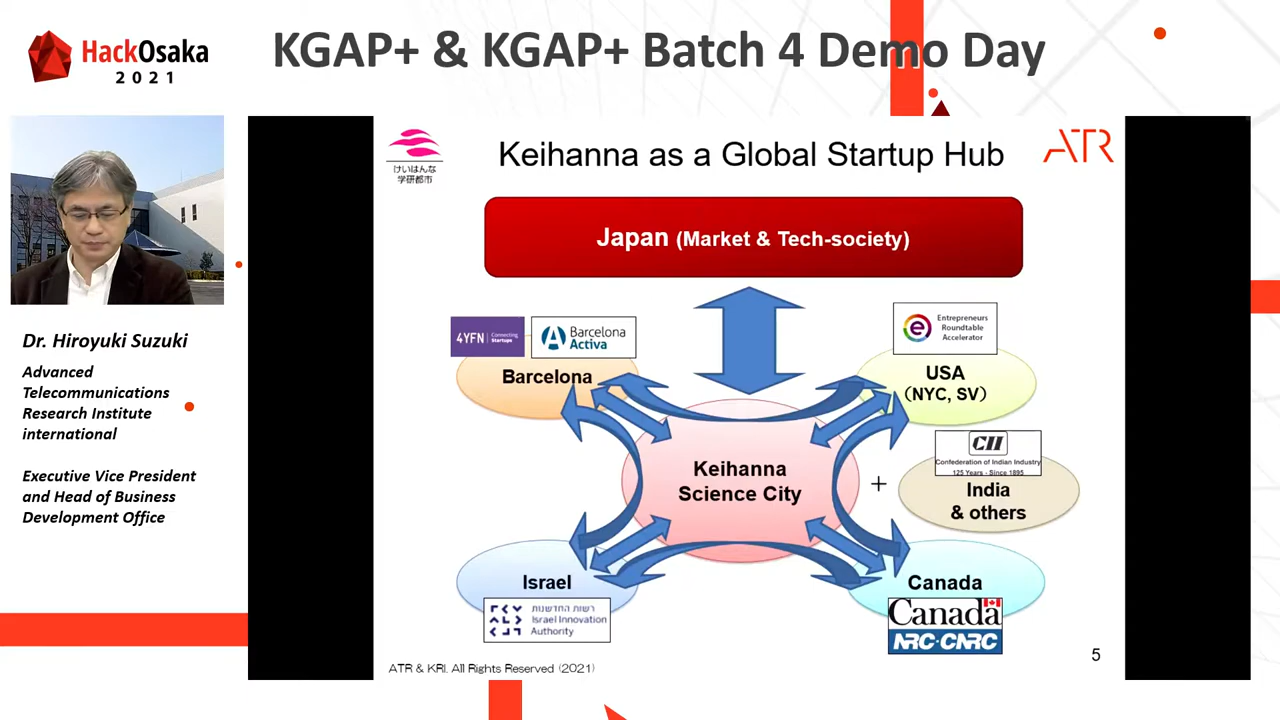 HackOsaka
2021
KGAP+ & KGAP+ Batch 4 Demo Day
Dr. Hiroyuki Suzuki
Advanced
Telecommunications
Research Institute
international
Executive Vice President
and Head of Business
Development Office
けいはんな
学研都市
Keihanna as a Global Startup Hub
ATR
Japan (Market & Tech-society)
4YFN Connecting
Startups
Barcelona
Activa
Barcelona
Entrepreneurs
Roundtable
Accelerator
USA
(NYC, SV)
Keihanna
Science City
+
CII
Confederation of Indian Industry
125 Years - Since 1895
India
& others
Israel
רשות החדשנות
Israel Innovation
Authority
Canada
Canada
NRC·CNRC
ATR & KRI. All Rights Reserved (2021)
5